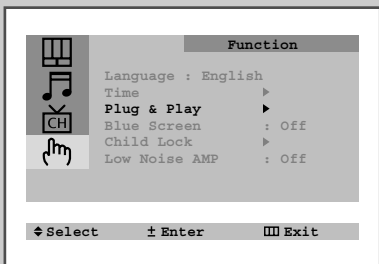 Function
Language : English
Time ▶
Plug & Play ▶
Blue Screen : Off
CH
Child Lock ▶
Low Noise AMP : Off
Select ± Enter Exit